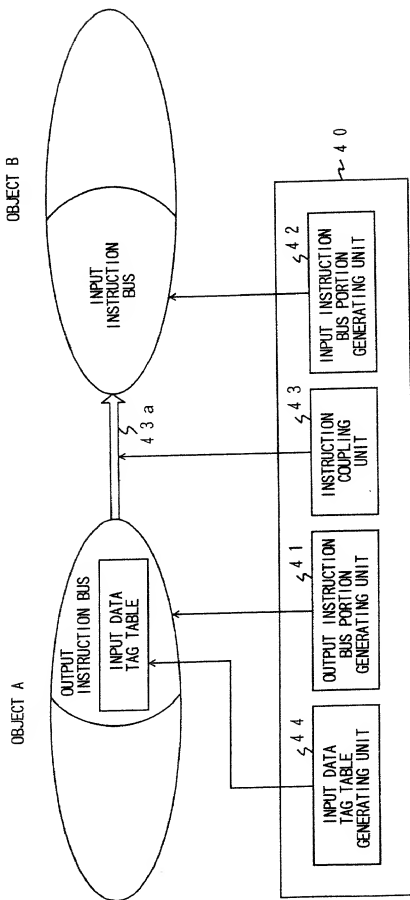 OBJECT A
OBJECT B
OUTPUT
INSTRUCTION BUS
INPUT DATA
TAG TABLE
INPUT
INSTRUCTION
BUS
43a
40
44
INPUT DATA
TAG TABLE
GENERATING UNIT
41
OUTPUT INSTRUCTION
BUS PORTION
GENERATING UNIT
43
INSTRUCTION
COUPLING
UNIT
42
INPUT INSTRUCTION
BUS PORTION
GENERATING UNIT